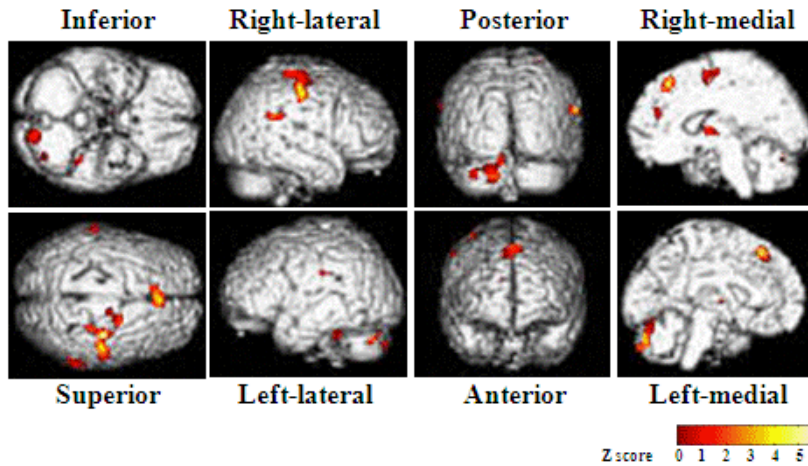 Inferior Right-lateral Posterior Right-medial
Superior Left-lateral Anterior Left-medial
Z score 0 1 2 3 4 5